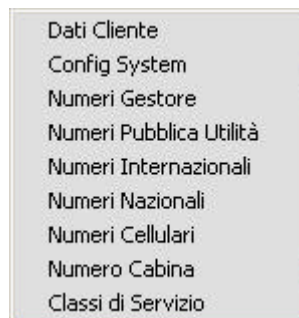 Dati Cliente
Config System
Numeri Gestore
Numeri Pubblica Utilità
Numeri Internazionali
Numeri Nazionali
Numeri Cellulari
Numero Cabina
Classi di Servizio